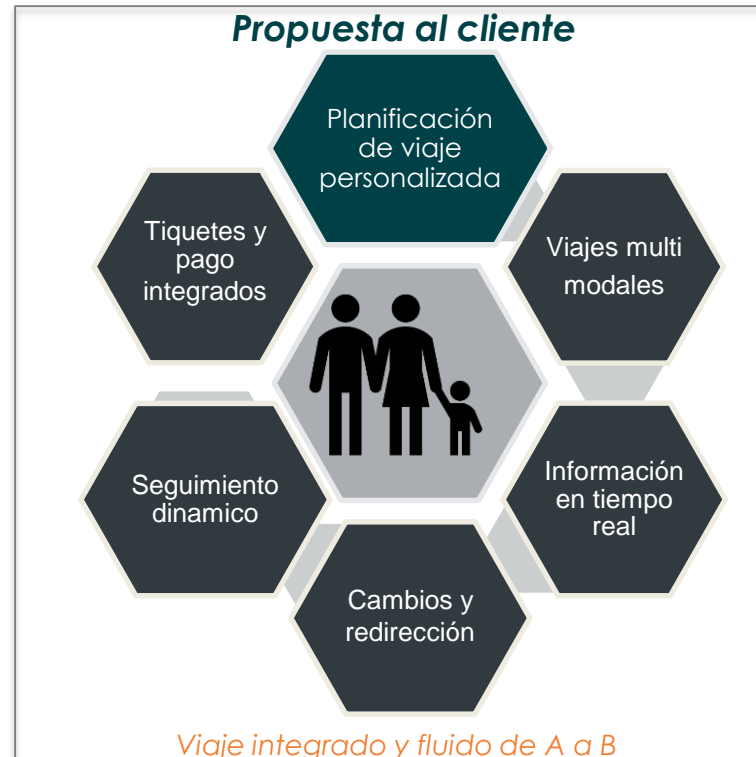 Propuesta al cliente
Planificación
de viaje
personalizada
Viajes multi
modales
Información
en tiempo
real
Cambios y
redirección
Seguimiento
dinamico
Tiquetes y
pago
integrados
Viaje integrado y fluido de A a B